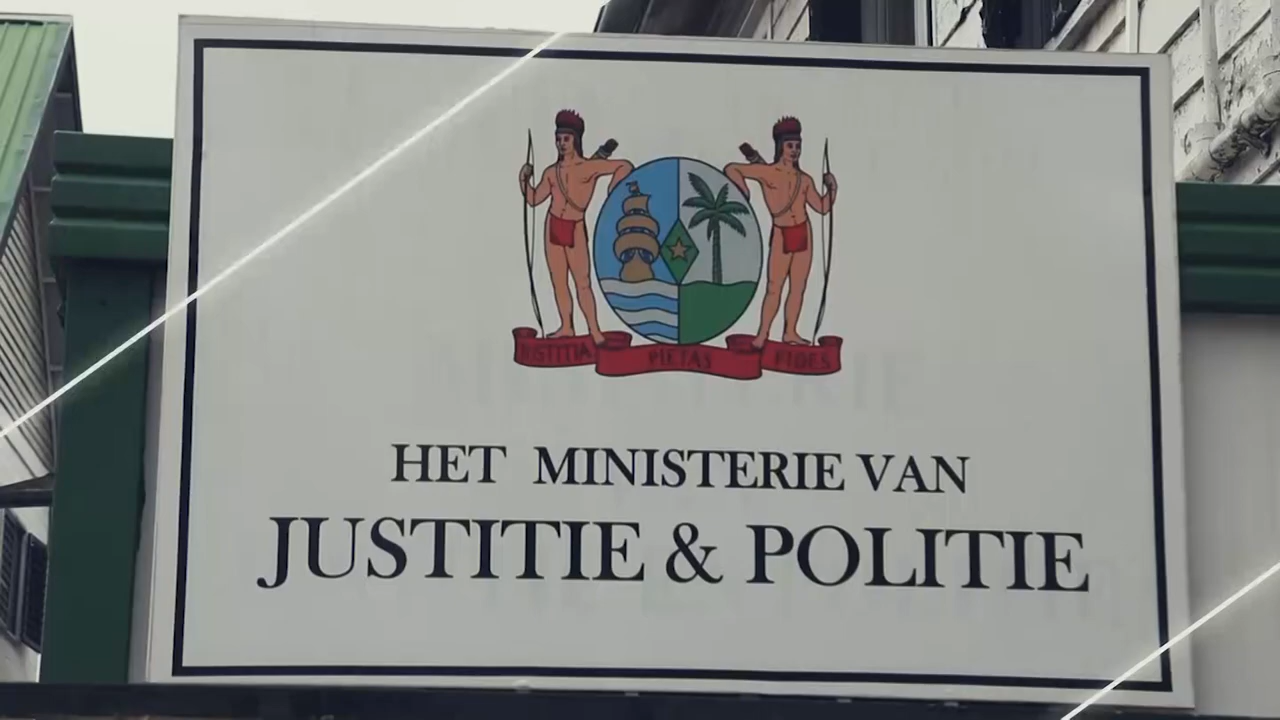 JUSTITIA PIETAS FIDES
HET MINISTERIE VAN
JUSTITIE & POLITIE